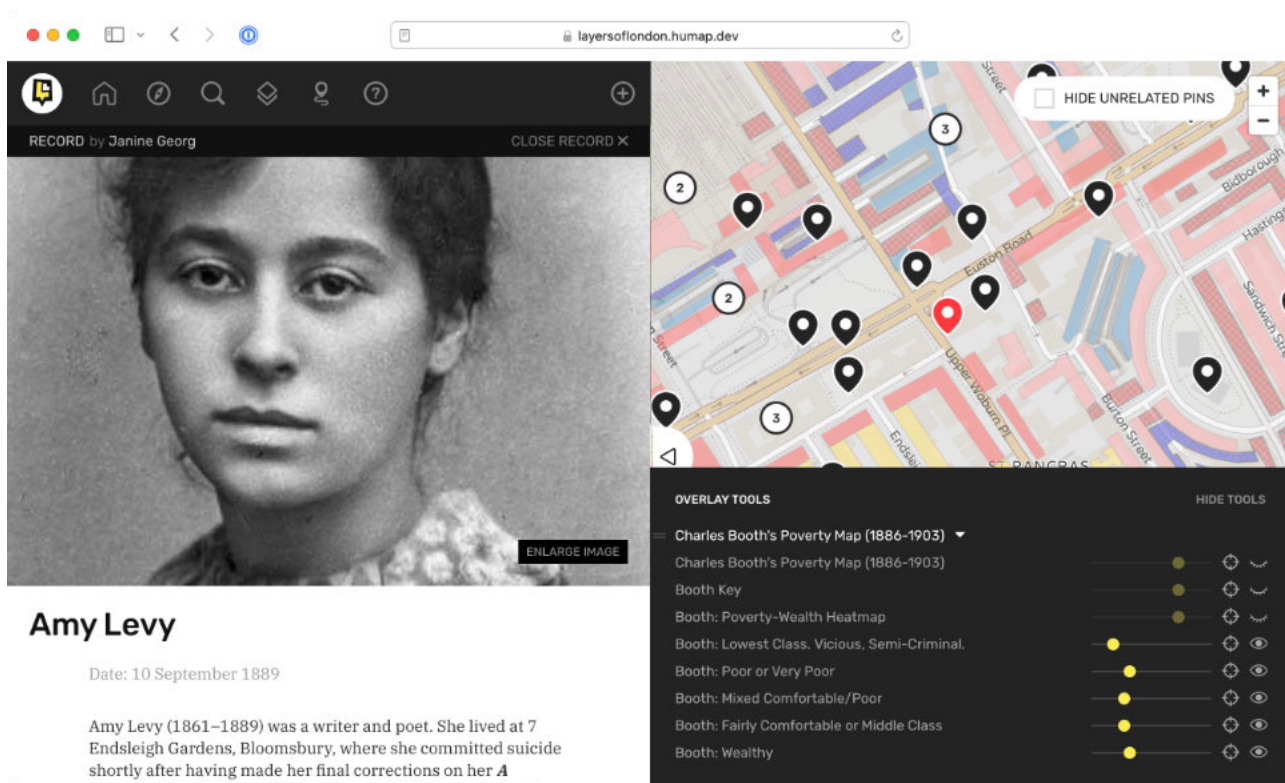 layersoflondon.humap.dev
RECORD by Janine Georg
CLOSE RECORD ×
ENLARGE IMAGE
Amy Levy
Date: 10 September 1889
Amy Levy (1861–1889) was a writer and poet. She lived at 7
Endsleigh Gardens, Bloomsbury, where she committed suicide
shortly after having made her final corrections on her A
HIDE UNRELATED PINS
+
−
Street
3
2
Bidborough
Hastings
Euston Road
2
Sandwich Str
Street
Upper Woburn Pl.
Burton Street
3
Endslei
ST PANCRAS
OVERLAY TOOLS
HIDE TOOLS
Charles Booth's Poverty Map (1886-1903)
Charles Booth's Poverty Map (1886-1903)
Booth Key
Booth: Poverty-Wealth Heatmap
Booth: Lowest Class. Vicious, Semi-Criminal.
Booth: Poor or Very Poor
Booth: Mixed Comfortable/Poor
Booth: Fairly Comfortable or Middle Class
Booth: Wealthy